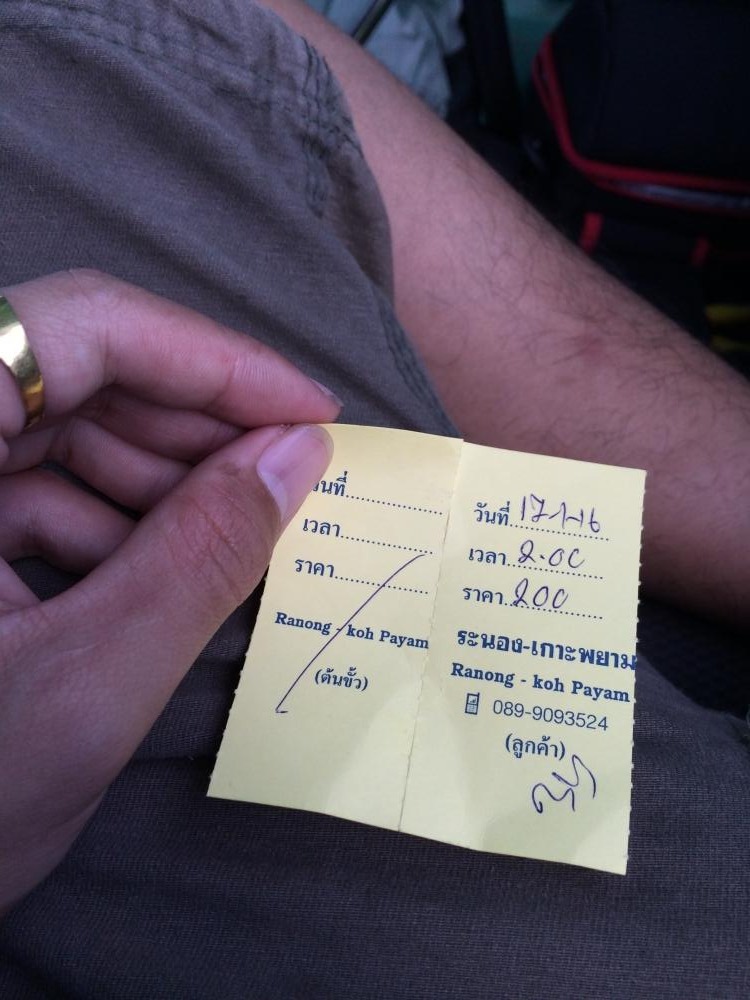 วันที่....................
เวลา....................
ราคา....................
Ranong - koh Payam
(ต้นขั้ว)
วันที่ 17-1-16
เวลา 2.00
ราคา 200
ระนอง-เกาะพยาม
Ranong - koh Payam
089-9093524
(ลูกค้า)